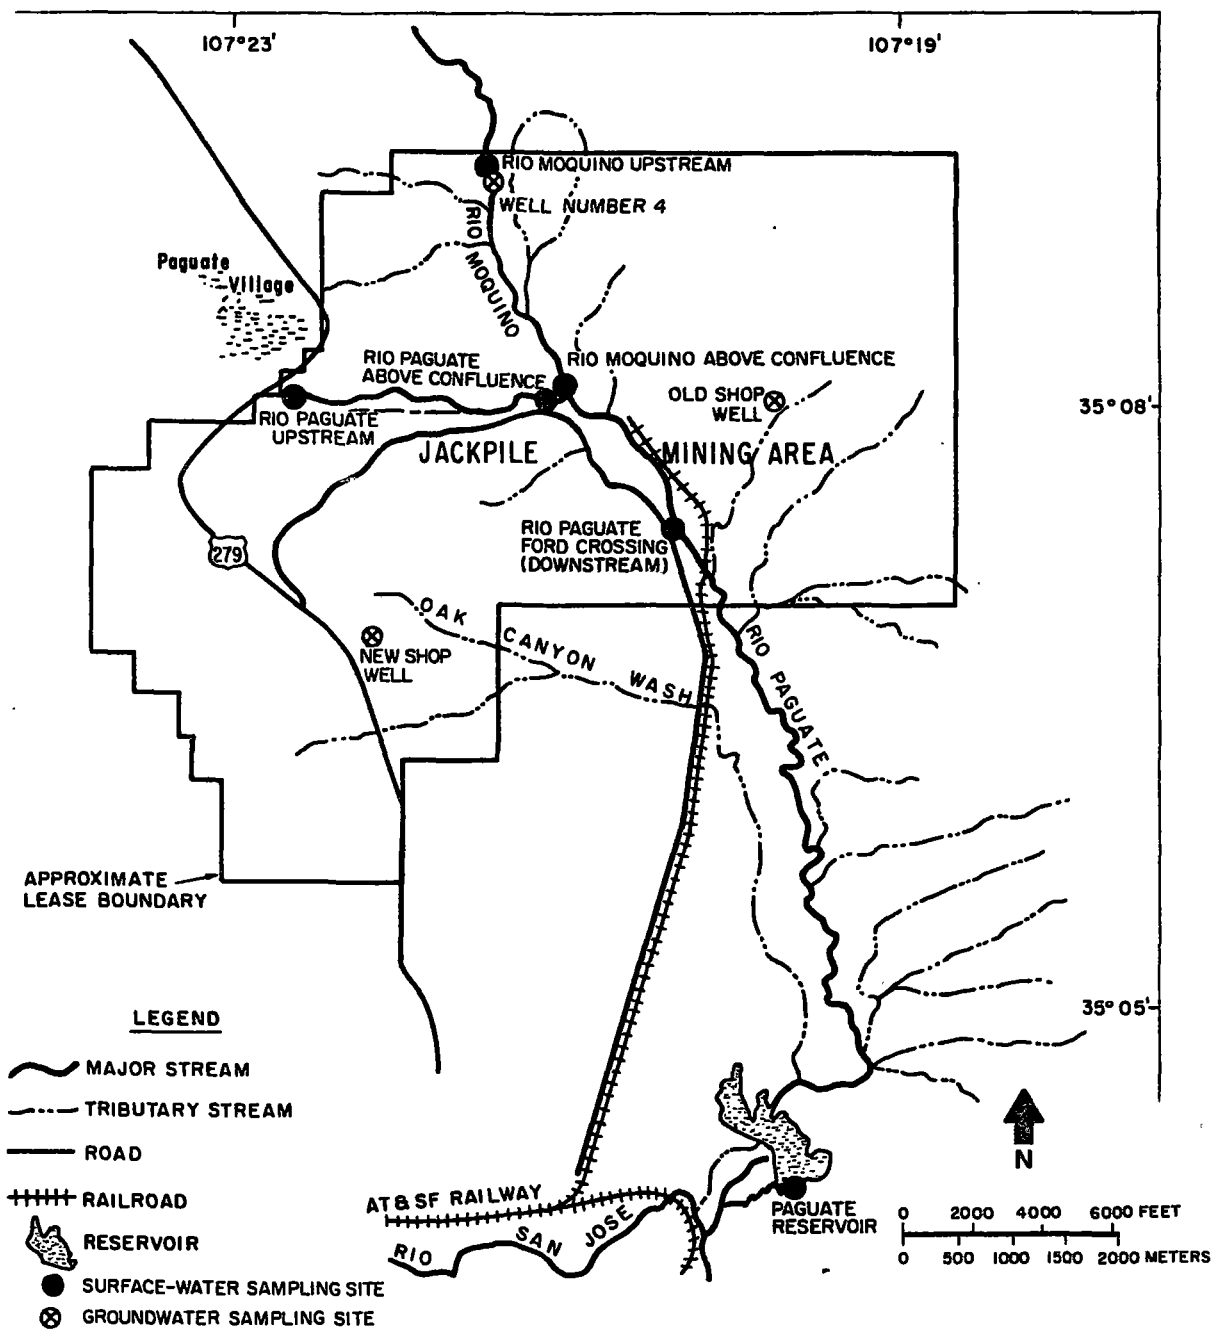 107°23'
107°19'
RIO MOQUINO UPSTREAM
WELL NUMBER 4
RIO MOQUINO
Paguate
Village
RIO PAGUATE
ABOVE CONFLUENCE
RIO MOQUINO ABOVE CONFLUENCE
OLD SHOP
WELL
35°08'
RIO PAGUATE
UPSTREAM
JACKPILE MINING AREA
RIO PAGUATE
FORD CROSSING
(DOWNSTREAM)
279
OAK CANYON WASH
NEW SHOP
WELL
RIO PAGUATE
APPROXIMATE
LEASE BOUNDARY
35°05'
LEGEND
MAJOR STREAM
TRIBUTARY STREAM
ROAD
RAILROAD
RESERVOIR
SURFACE-WATER SAMPLING SITE
GROUNDWATER SAMPLING SITE
N
AT&SF RAILWAY
RIO SAN JOSE
PAGUATE
RESERVOIR
0 2000 4000 6000 FEET
0 500 1000 1500 2000 METERS